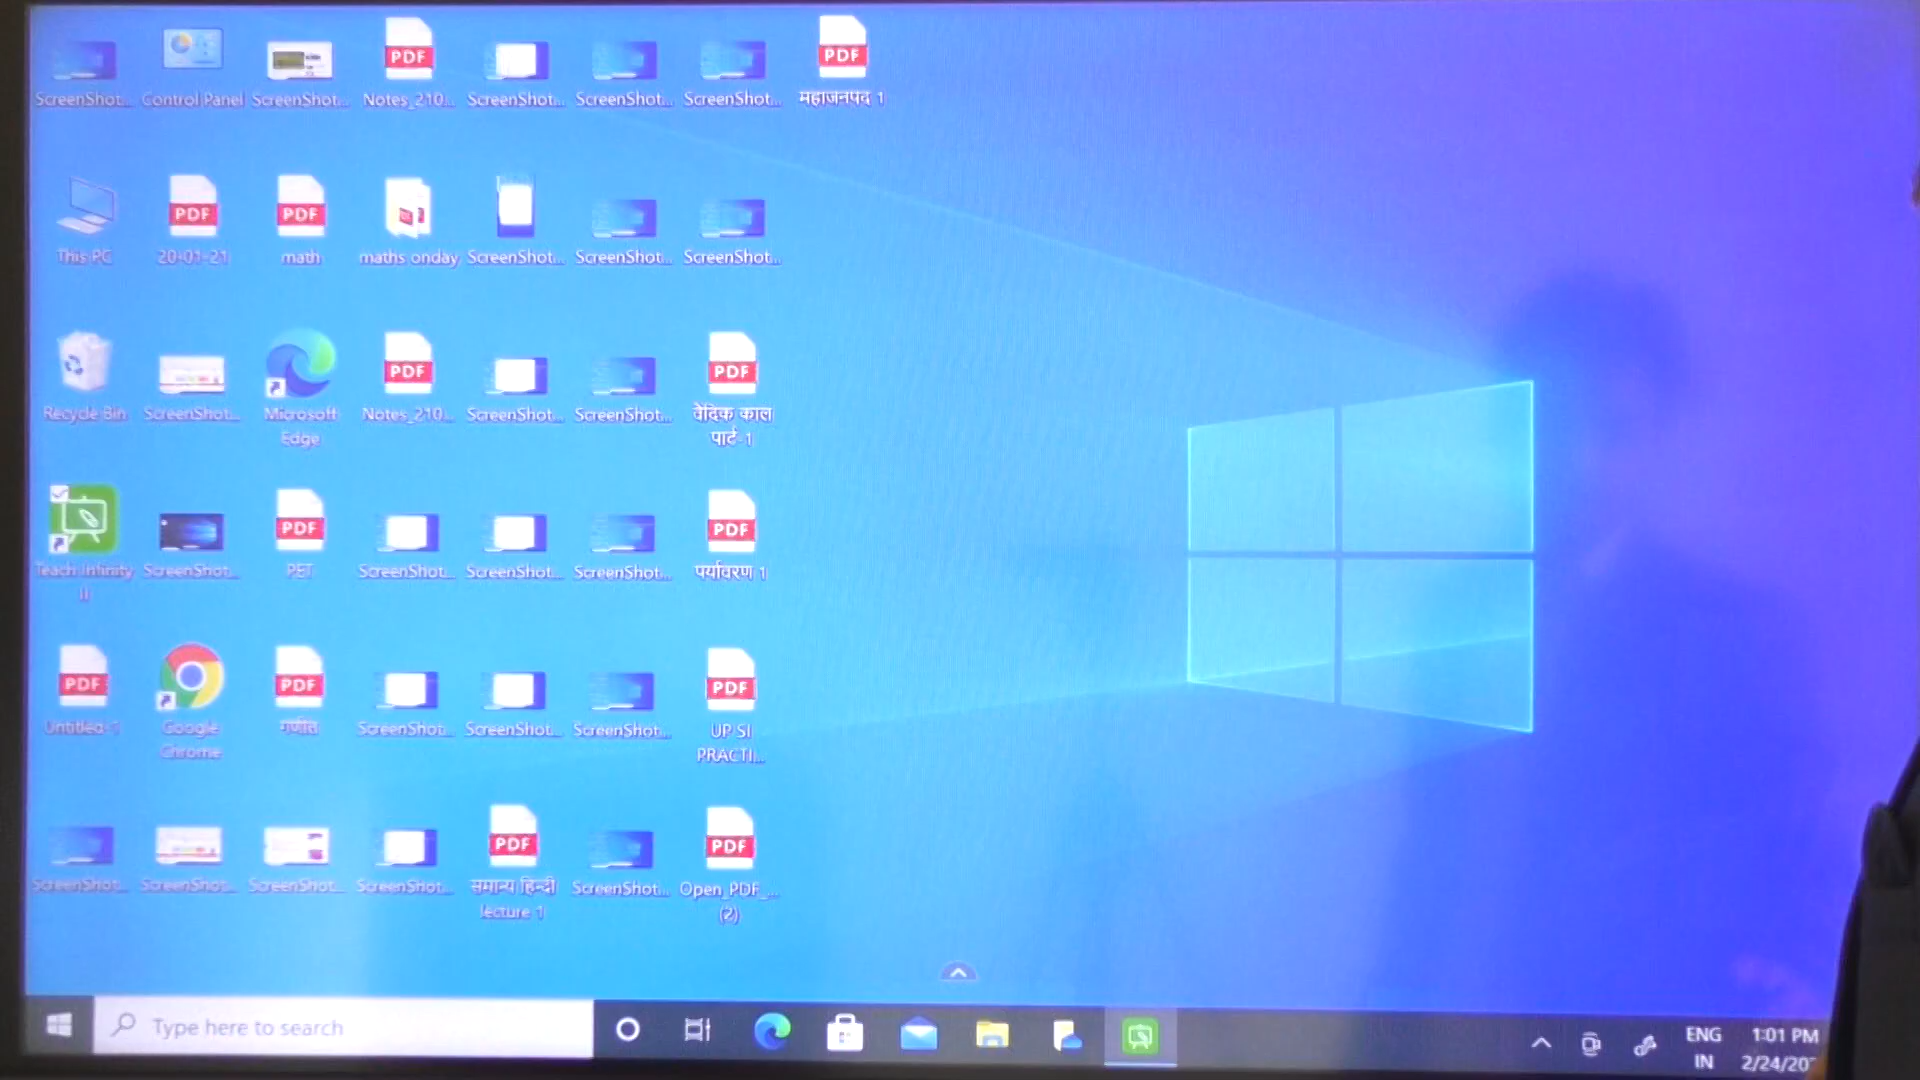 ScreenShot...
Control Panel
ScreenShot...
PDF
Notes_210...
ScreenShot...
ScreenShot...
ScreenShot...
PDF
महाजनपद 1
This PC
PDF
20-01-21
PDF
math
maths onday
ScreenShot...
ScreenShot...
ScreenShot...
Recycle Bin
ScreenShot...
Microsoft
Edge
PDF
Notes_210...
ScreenShot...
ScreenShot...
PDF
वैदिक काल
पार्ट-1
Teach Infinity
II
ScreenShot...
PDF
PET
ScreenShot...
ScreenShot...
ScreenShot...
PDF
पर्यावरण 1
PDF
Untitled-1
Google
Chrome
PDF
गणीत
ScreenShot...
ScreenShot...
ScreenShot...
PDF
UP SI
PRACTI...
ScreenShot...
ScreenShot...
ScreenShot...
ScreenShot...
PDF
समान्य हिन्दी
lecture 1
ScreenShot...
PDF
Open_PDF_...
(2)
Type here to search
ENG
IN
1:01 PM
2/24/20